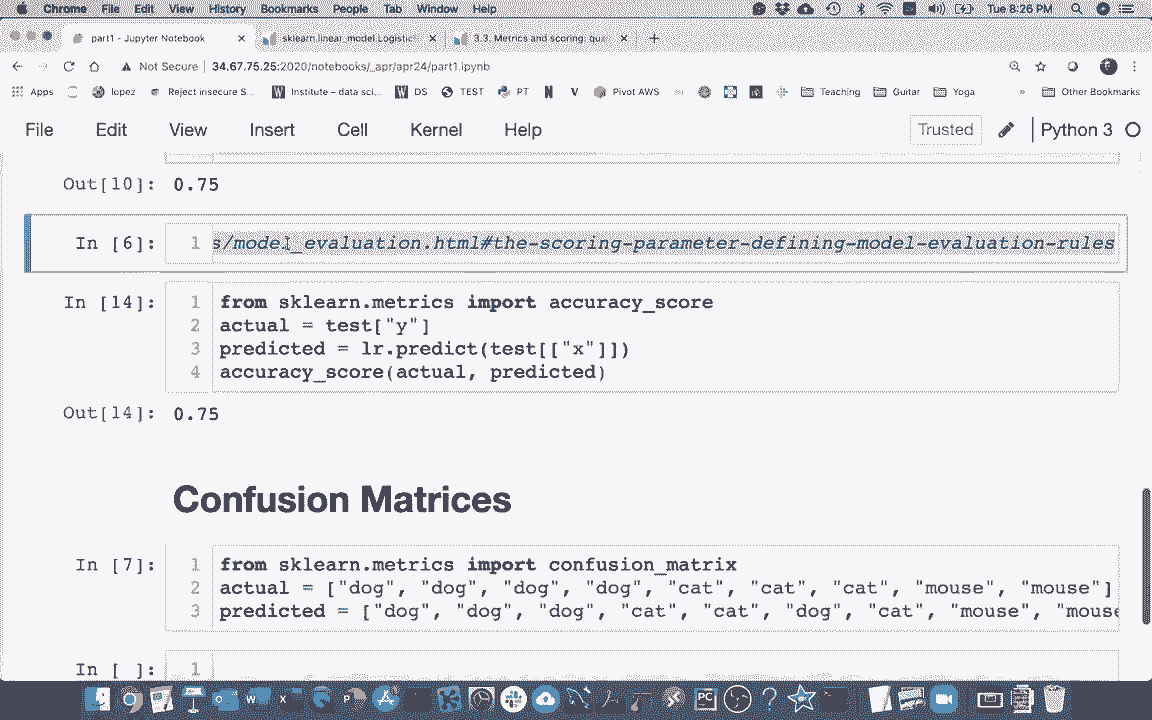 Chrome File Edit View History Bookmarks People Tab Window Help Tue 8:26 PM
part1 - Jupyter Notebook sklearn.linear_model.Logistic 3.3. Metrics and scoring: qua
Not Secure 34.67.75.25:2020/notebooks/_apr/apr24/part1.ipynb
Apps lopez Reject insecure S... Institute – data sci... DS TEST PT N V Pivot AWS Teaching Guitar Yoga » Other Bookmarks
File Edit View Insert Cell Kernel Help Trusted Python 3
Out[10]: 0.75
In [6]: 1 s/model_evaluation.html#the-scoring-parameter-defining-model-evaluation-rules
In [14]: 1 from sklearn.metrics import accuracy_score
2 actual = test["y"]
3 predicted = lr.predict(test[["x"]])
4 accuracy_score(actual, predicted)
Out[14]: 0.75
Confusion Matrices
In [7]: 1 from sklearn.metrics import confusion_matrix
2 actual = ["dog", "dog", "dog", "dog", "cat", "cat", "cat", "mouse", "mouse"]
3 predicted = ["dog", "dog", "dog", "cat", "cat", "dog", "cat", "mouse", "mouse
In [ ]: 1